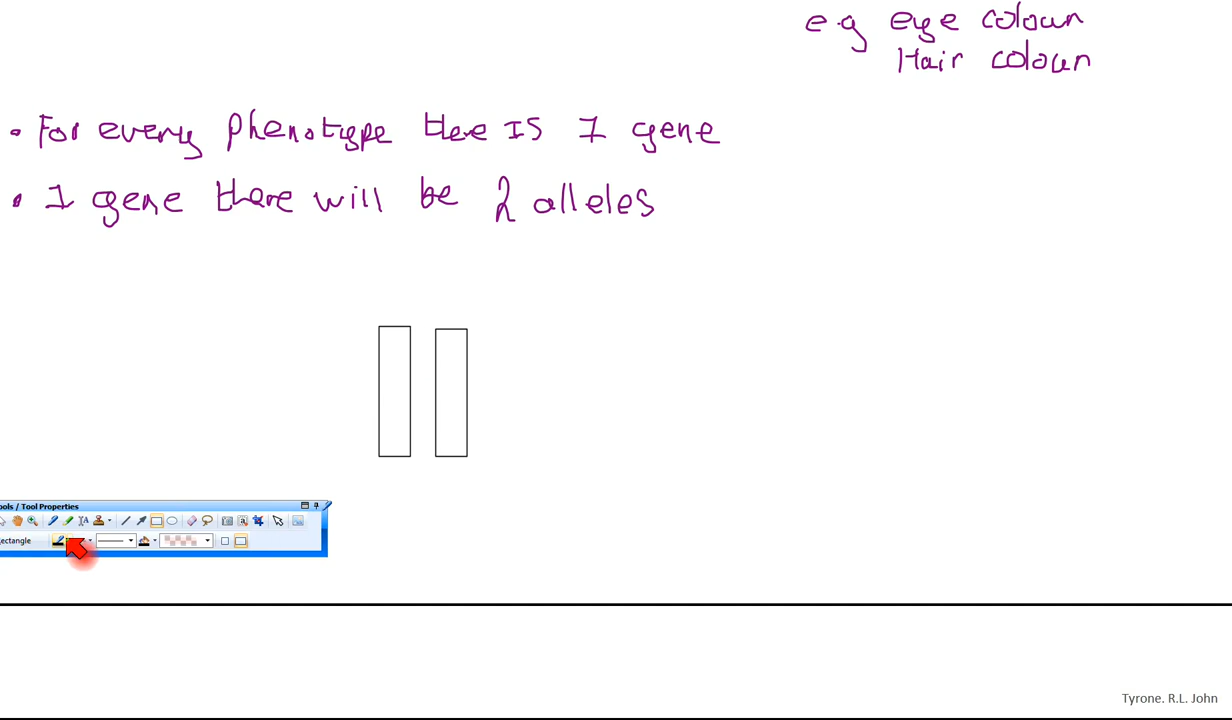 e.g eye colour
Hair colour
• For every phenotype there is 1 gene
• 1 gene there will be 2 alleles
ools / Tool Properties
ectangle
Tyrone. R.L. John